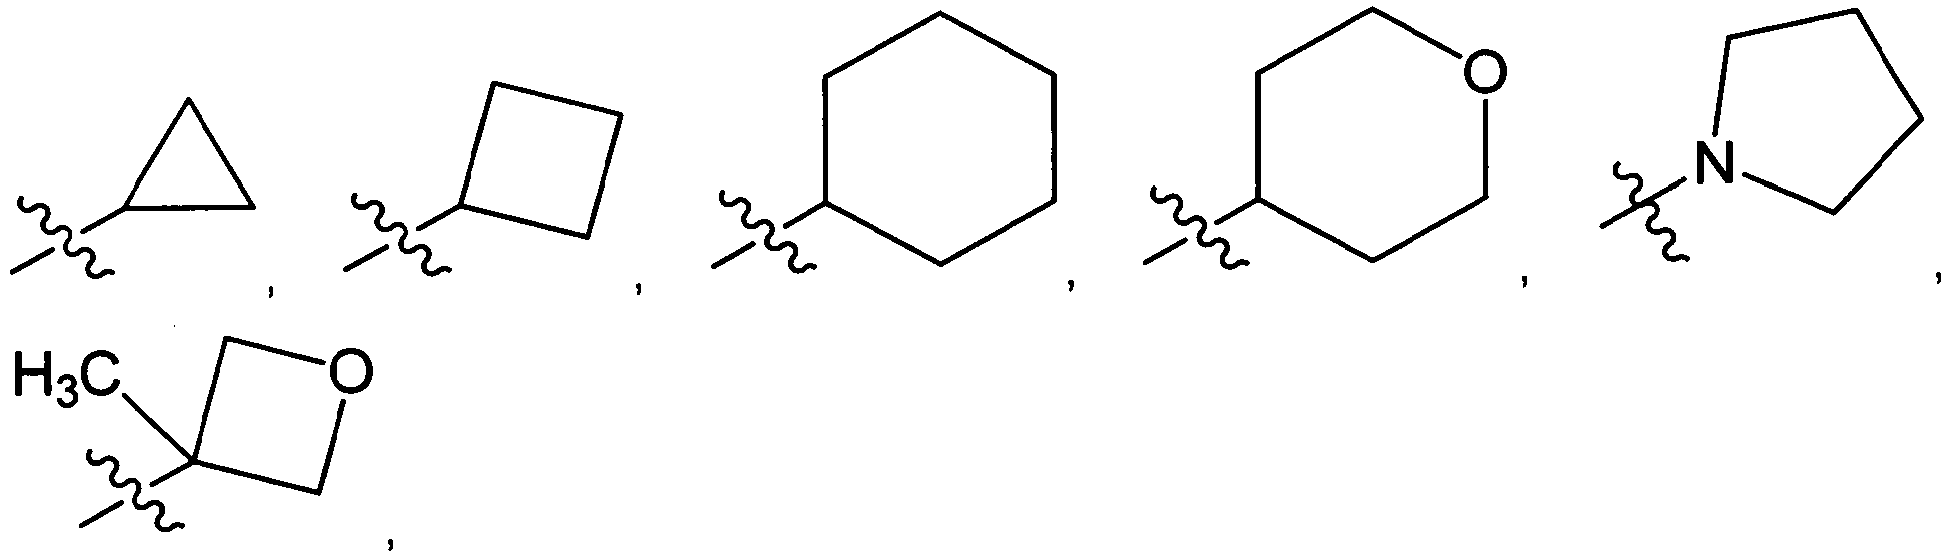 O N
, , , , ,
H₃C O
,